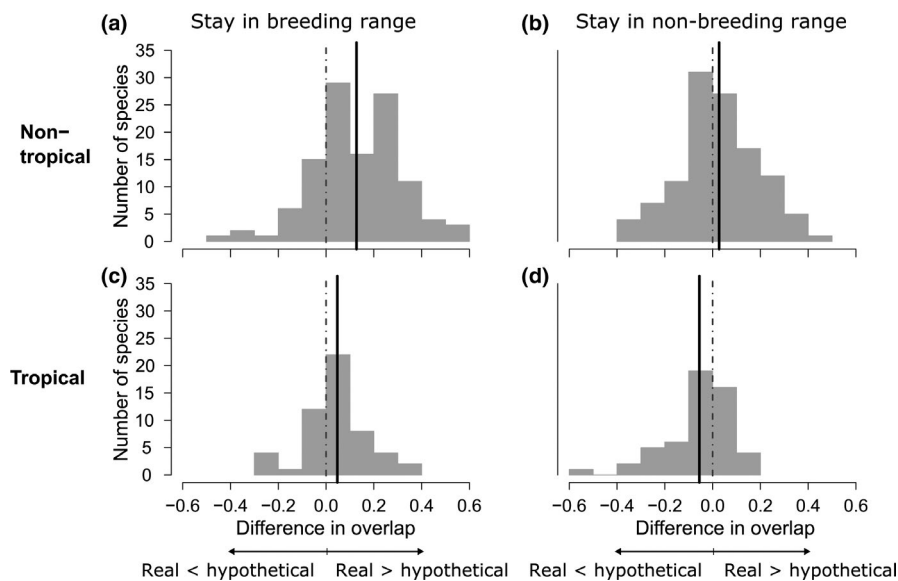 (a) Stay in breeding range (b) Stay in non-breeding range
Non−
tropical
Number of species
35
30
25
20
15
10
5
0
(c) (d)
Tropical
Number of species
35
30
25
20
15
10
5
0
−0.6 −0.4 −0.2 0.0 0.2 0.4 0.6 −0.6 −0.4 −0.2 0.0 0.2 0.4 0.6
Difference in overlap Difference in overlap
Real < hypothetical Real > hypothetical Real < hypothetical Real > hypothetical